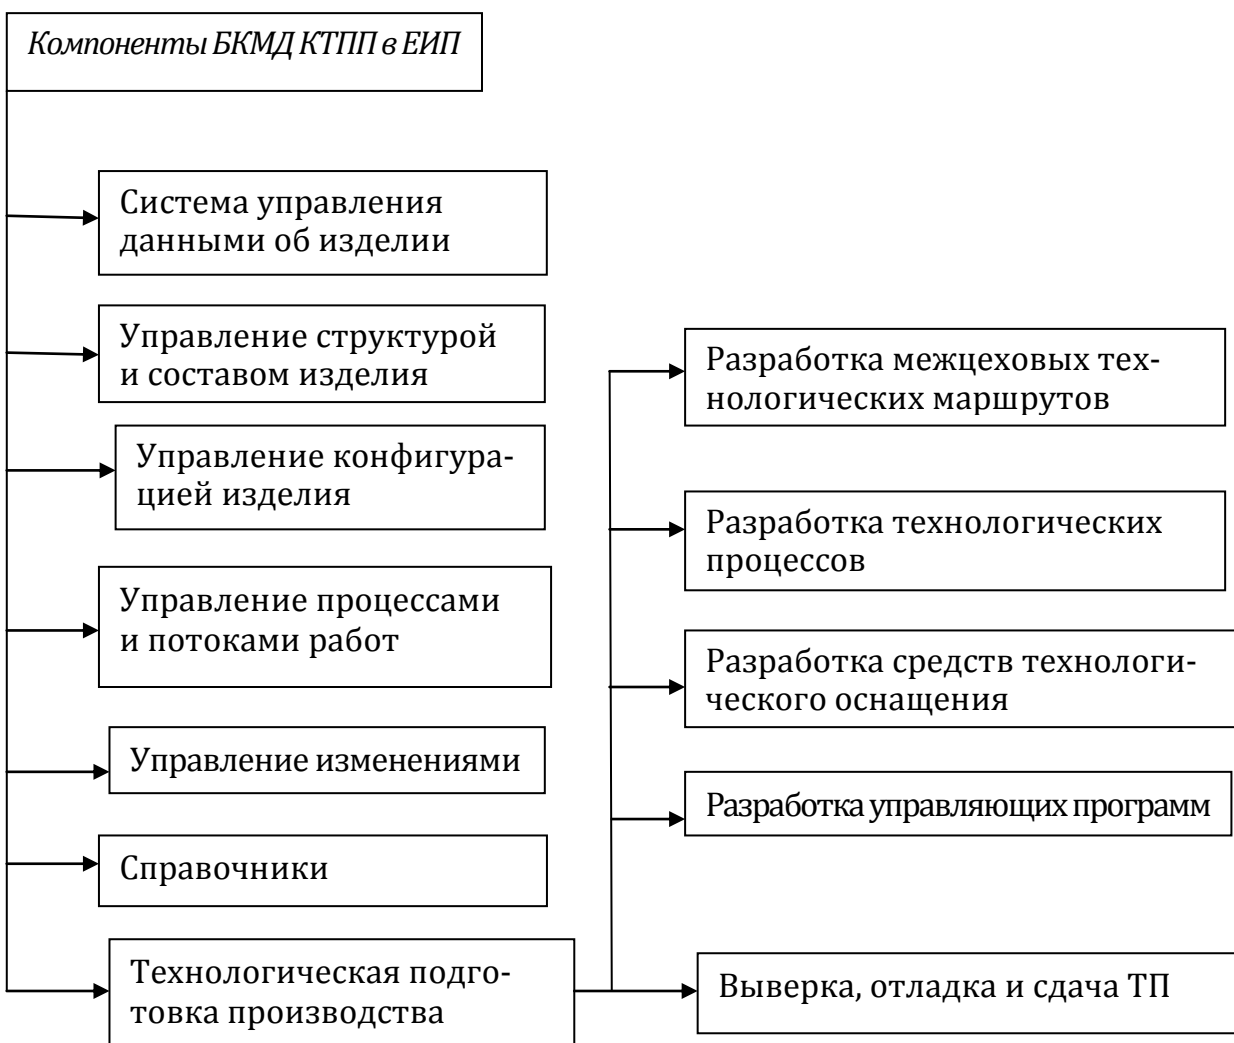 Компоненты БКМД КТПП в ЕИП
Система управления
данными об изделии
Управление структурой
и составом изделия
Управление конфигура-
цией изделия
Управление процессами
и потоками работ
Управление изменениями
Справочники
Технологическая подго-
товка производства
Разработка межцеховых тех-
нологических маршрутов
Разработка технологических
процессов
Разработка средств технологи-
ческого оснащения
Разработка управляющих программ
Выверка, отладка и сдача ТП